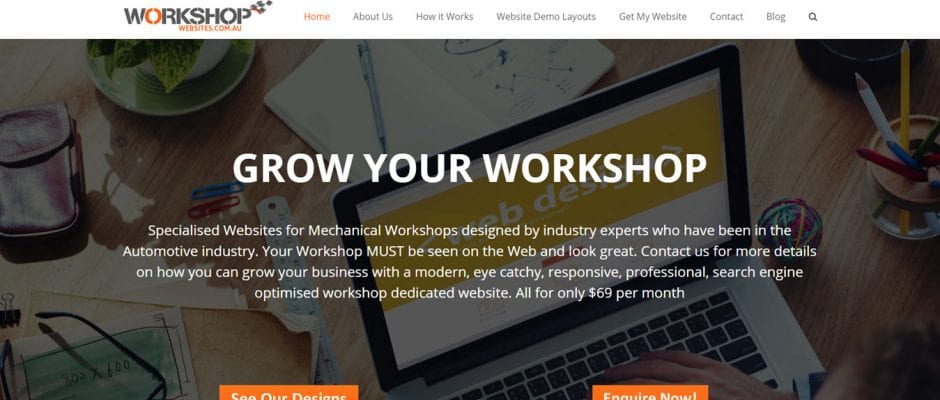 WORKSHOP
WEBSITES.COM.AU
Home About Us How it Works Website Demo Layouts Get My Website Contact Blog
GROW YOUR WORKSHOP
Specialised Websites for Mechanical Workshops designed by industry experts who have been in the
Automotive industry. Your Workshop MUST be seen on the Web and look great. Contact us for more details
on how you can grow your business with a modern, eye catchy, responsive, professional, search engine
optimised workshop dedicated website. All for only $69 per month
< web design >
600 / 800
See Our Designs
Enquire Now!